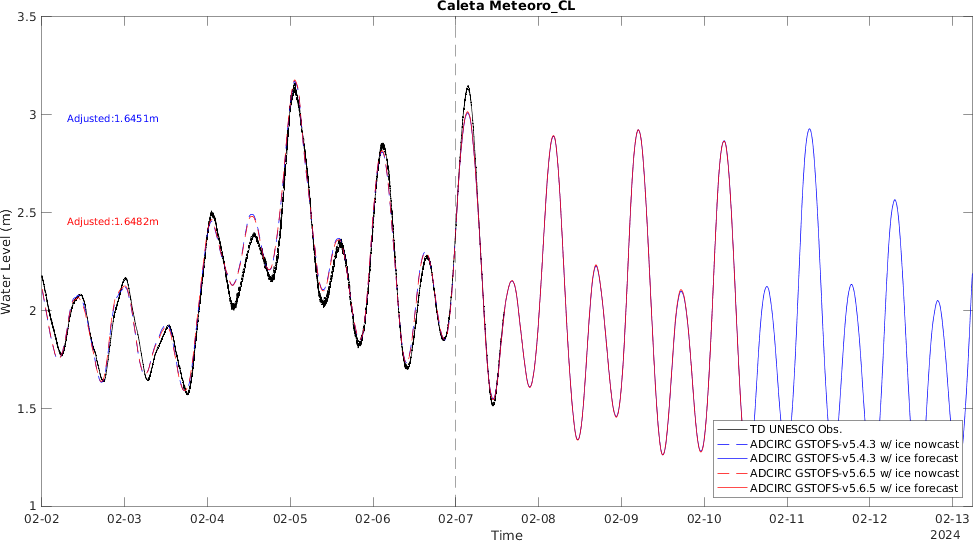 Caleta Meteoro_CL
3.5
3
2.5
2
1.5
1
Water Level (m)
Adjusted:1.6451m
Adjusted:1.6482m
TD UNESCO Obs.
ADCIRC GSTOFS-v5.4.3 w/ ice nowcast
ADCIRC GSTOFS-v5.4.3 w/ ice forecast
ADCIRC GSTOFS-v5.6.5 w/ ice nowcast
ADCIRC GSTOFS-v5.6.5 w/ ice forecast
02-02 02-03 02-04 02-05 02-06 02-07 02-08 02-09 02-10 02-11 02-12 02-13
Time
2024